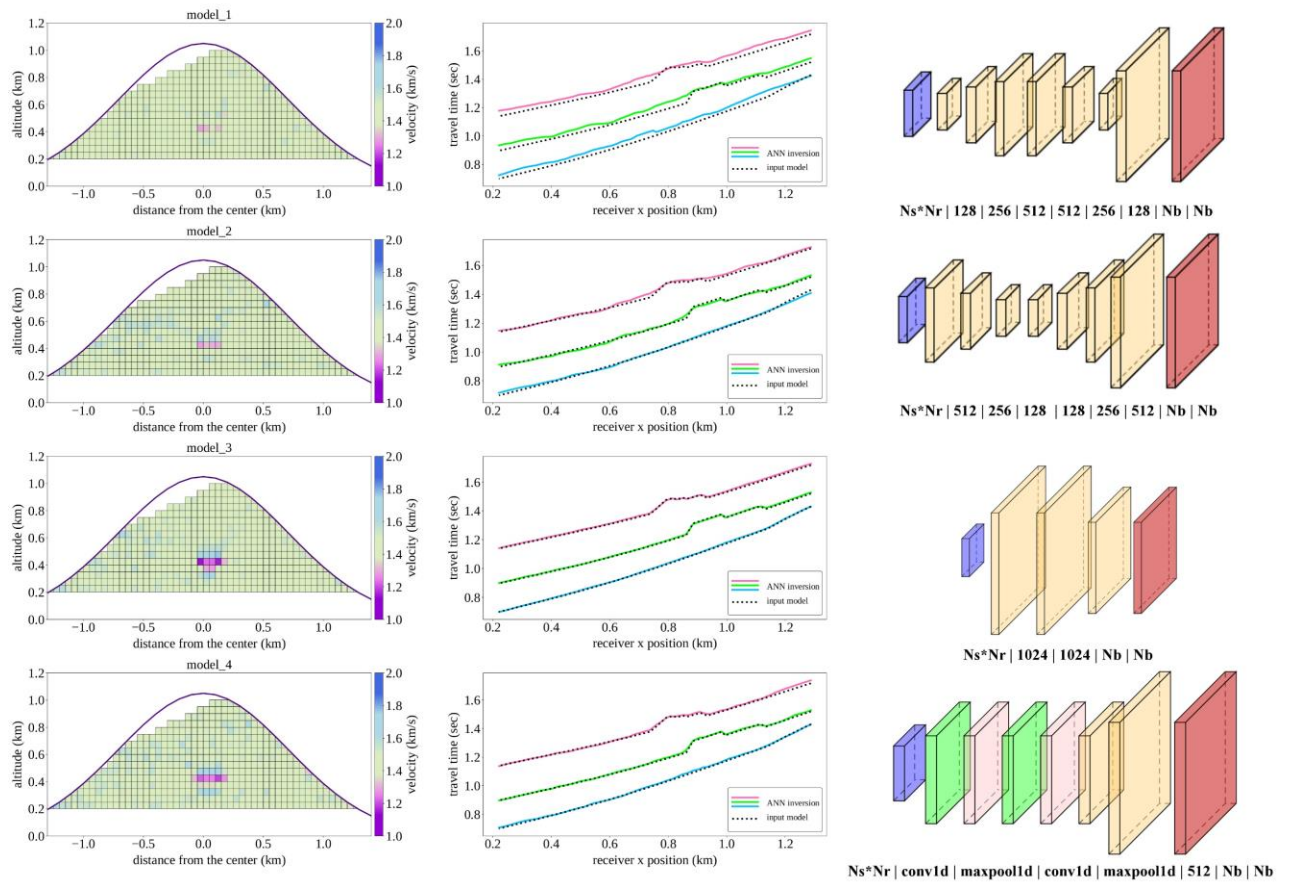 model_1
1.2
1.0
0.8
0.6
0.4
0.2
0.0
altitude (km)
−1.0 −0.5 0.0 0.5 1.0
distance from the center (km)
2.0
1.8
1.6
1.4
1.2
1.0
velocity (km/s)
1.6
1.4
1.2
1.0
0.8
travel time (sec)
ANN inversion
input model
0.2 0.4 0.6 0.8 1.0 1.2
receiver x position (km)
Ns*Nr | 128 | 256 | 512 | 512 | 256 | 128 | Nb | Nb
model_2
1.2
1.0
0.8
0.6
0.4
0.2
0.0
altitude (km)
−1.0 −0.5 0.0 0.5 1.0
distance from the center (km)
2.0
1.8
1.6
1.4
1.2
1.0
velocity (km/s)
1.6
1.4
1.2
1.0
0.8
travel time (sec)
ANN inversion
input model
0.2 0.4 0.6 0.8 1.0 1.2
receiver x position (km)
Ns*Nr | 512 | 256 | 128 | 128 | 256 | 512 | Nb | Nb
model_3
1.2
1.0
0.8
0.6
0.4
0.2
0.0
altitude (km)
−1.0 −0.5 0.0 0.5 1.0
distance from the center (km)
2.0
1.8
1.6
1.4
1.2
1.0
velocity (km/s)
1.6
1.4
1.2
1.0
0.8
travel time (sec)
ANN inversion
input model
0.2 0.4 0.6 0.8 1.0 1.2
receiver x position (km)
Ns*Nr | 1024 | 1024 | Nb | Nb
model_4
1.2
1.0
0.8
0.6
0.4
0.2
0.0
altitude (km)
−1.0 −0.5 0.0 0.5 1.0
distance from the center (km)
2.0
1.8
1.6
1.4
1.2
1.0
velocity (km/s)
1.6
1.4
1.2
1.0
0.8
travel time (sec)
ANN inversion
input model
0.2 0.4 0.6 0.8 1.0 1.2
receiver x position (km)
Ns*Nr | conv1d | maxpool1d | conv1d | maxpool1d | 512 | Nb | Nb